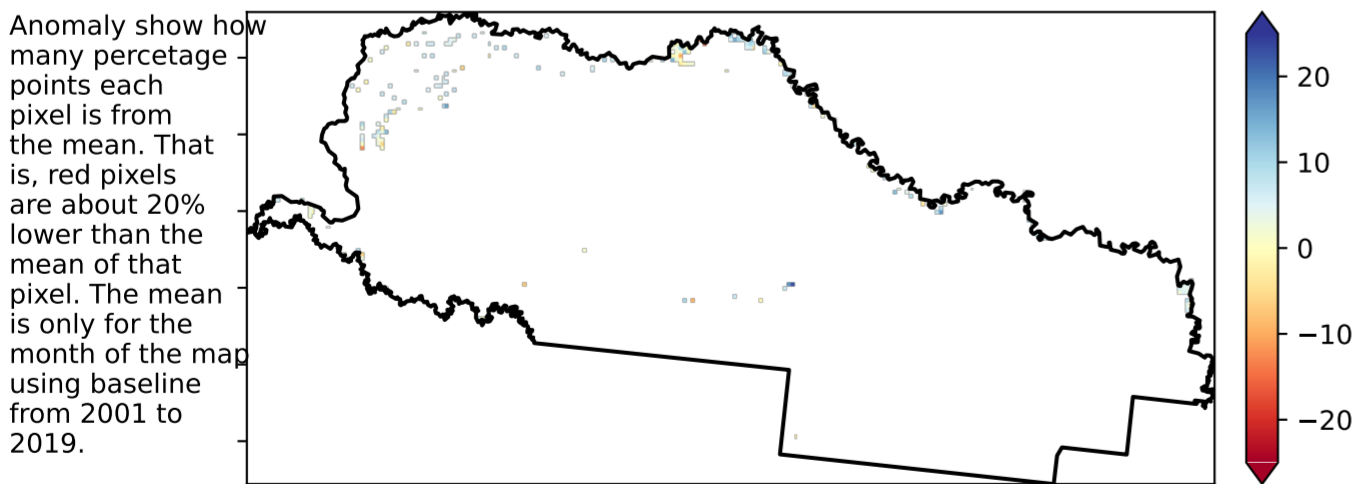 Anomaly show how
many percetage
points each
pixel is from
the mean. That
is, red pixels
are about 20%
lower than the
mean of that
pixel. The mean
is only for the
month of the map
using baseline
from 2001 to
2019.
20
10
0
−10
−20